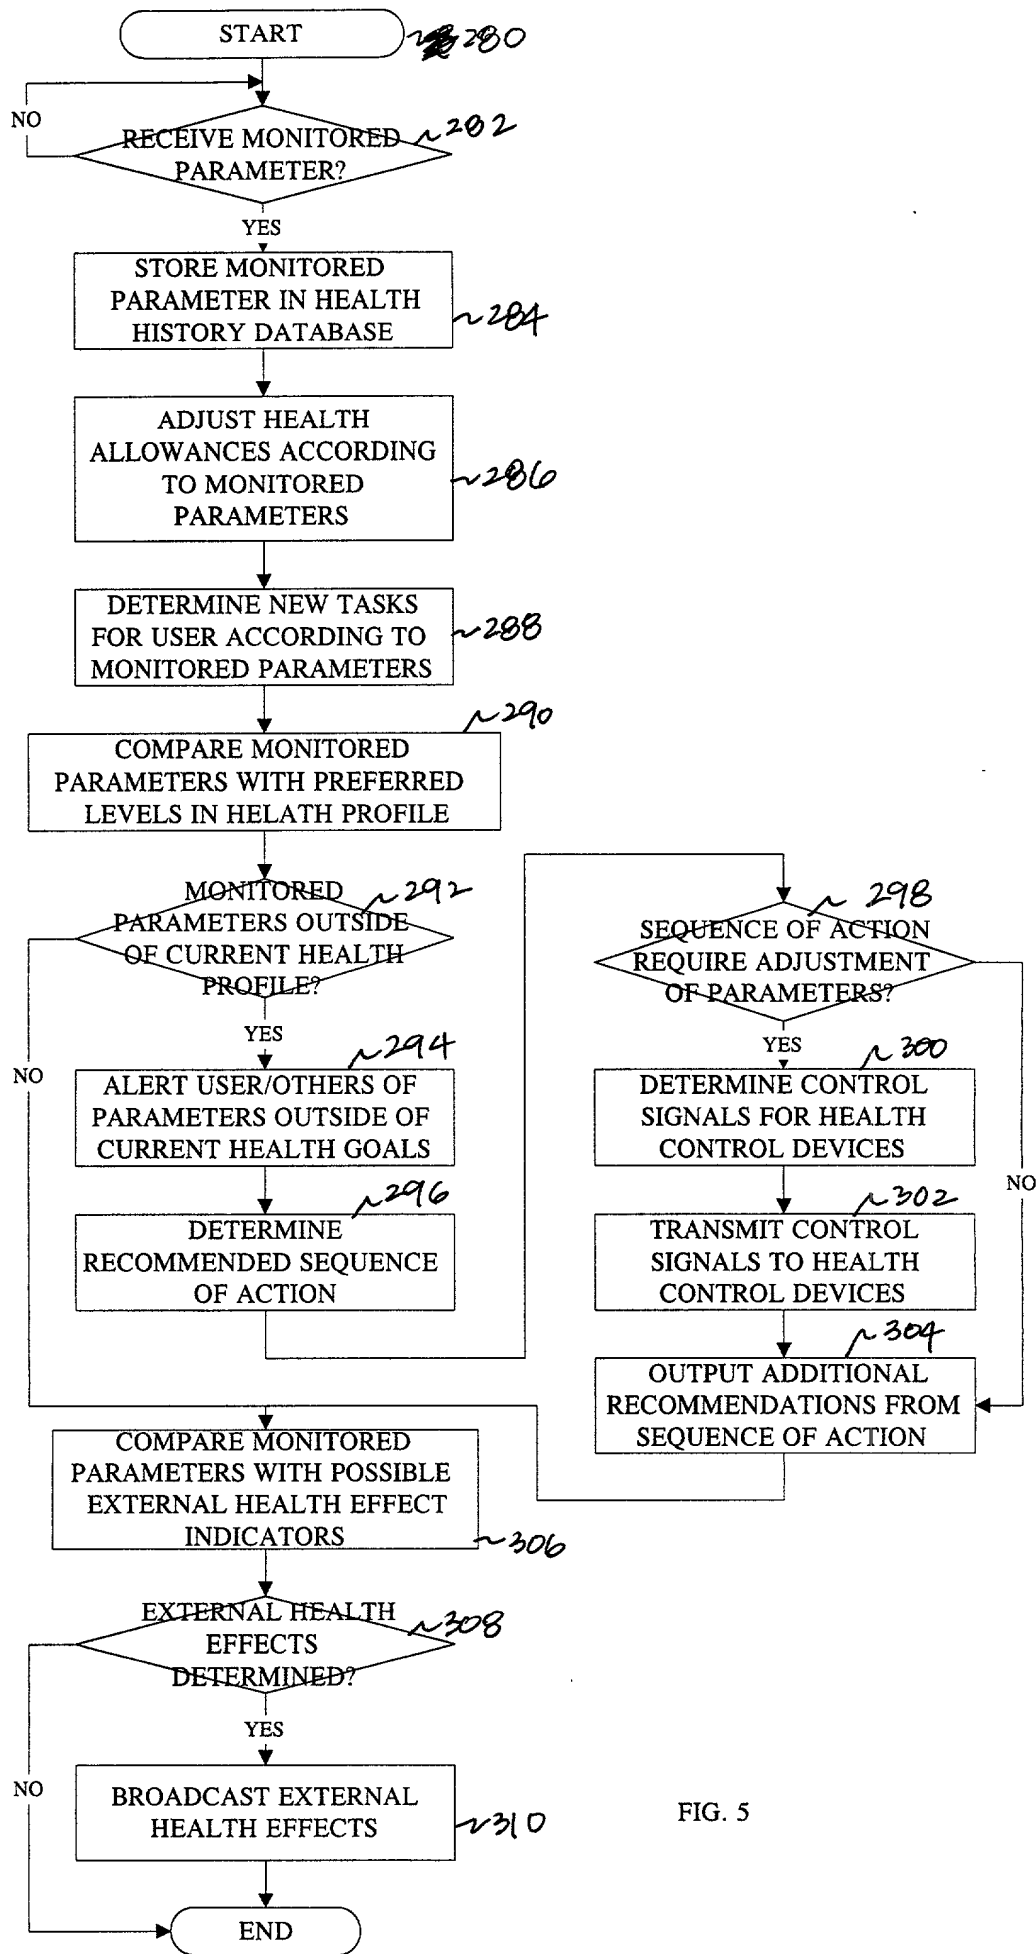 START
280
NO
RECEIVE MONITORED
PARAMETER?
282
YES
STORE MONITORED
PARAMETER IN HEALTH
HISTORY DATABASE
284
ADJUST HEALTH
ALLOWANCES ACCORDING
TO MONITORED
PARAMETERS
286
DETERMINE NEW TASKS
FOR USER ACCORDING TO
MONITORED PARAMETERS
288
290
COMPARE MONITORED
PARAMETERS WITH PREFERRED
LEVELS IN HELATH PROFILE
292
MONITORED
PARAMETERS OUTSIDE
OF CURRENT HEALTH
PROFILE?
YES
NO
294
ALERT USER/OTHERS OF
PARAMETERS OUTSIDE OF
CURRENT HEALTH GOALS
296
DETERMINE
RECOMMENDED SEQUENCE
OF ACTION
298
SEQUENCE OF ACTION
REQUIRE ADJUSTMENT
OF PARAMETERS?
YES
NO
300
DETERMINE CONTROL
SIGNALS FOR HEALTH
CONTROL DEVICES
302
TRANSMIT CONTROL
SIGNALS TO HEALTH
CONTROL DEVICES
304
OUTPUT ADDITIONAL
RECOMMENDATIONS FROM
SEQUENCE OF ACTION
COMPARE MONITORED
PARAMETERS WITH POSSIBLE
EXTERNAL HEALTH EFFECT
INDICATORS
306
EXTERNAL HEALTH
EFFECTS
DETERMINED?
308
YES
NO
BROADCAST EXTERNAL
HEALTH EFFECTS
310
END
FIG. 5